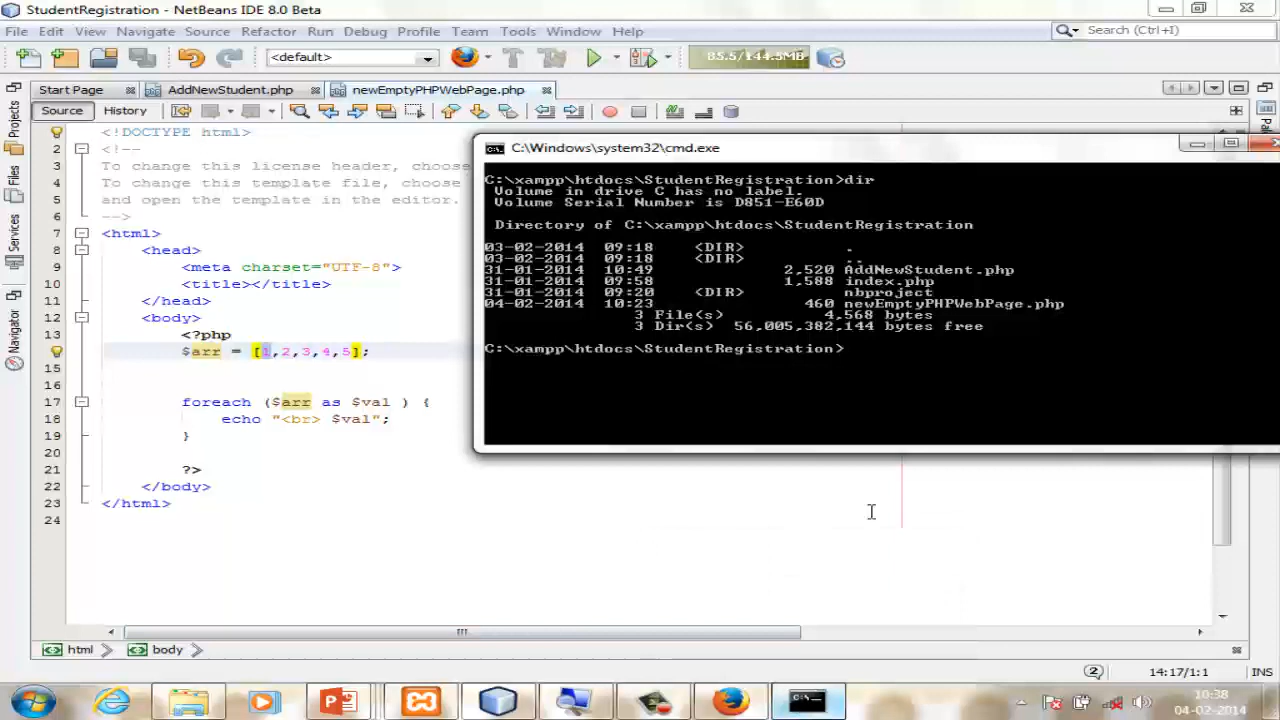 StudentRegistration - NetBeans IDE 8.0 Beta
File Edit View Navigate Source Refactor Run Debug Profile Team Tools Window Help
<default> 85.5/144.5MB Search (Ctrl+I)
Start Page AddNewStudent.php newEmptyPHPWebPage.php
Source History
Projects
Files
Services
Navigator
<!DOCTYPE html>
2 <!--
3 To change this license header, choose
4 To change this template file, choose
5 and open the template in the editor.
6 -->
7 <html>
8 <head>
9 <meta charset="UTF-8">
10 <title></title>
11 </head>
12 <body>
13 <?php
$arr = [1,2,3,4,5];
15
16
17 foreach ($arr as $val ) {
18 echo "<br> $val";
19 }
20
21 ?>
22 </body>
23 </html>
24
C:\Windows\system32\cmd.exe
C:\xampp\htdocs\StudentRegistration>dir
Volume in drive C has no label.
Volume Serial Number is D851-E60D
Directory of C:\xampp\htdocs\StudentRegistration
03-02-2014 09:18 <DIR> .
03-02-2014 09:18 <DIR> ..
31-01-2014 10:49 2,520 AddNewStudent.php
31-01-2014 09:58 1,588 index.php
31-01-2014 09:20 <DIR> nbproject
04-02-2014 10:23 460 newEmptyPHPWebPage.php
3 File(s) 4,568 bytes
3 Dir(s) 56,005,382,144 bytes free
C:\xampp\htdocs\StudentRegistration>
html body
2 14:17/1:1 INS
10:38
04-02-2014